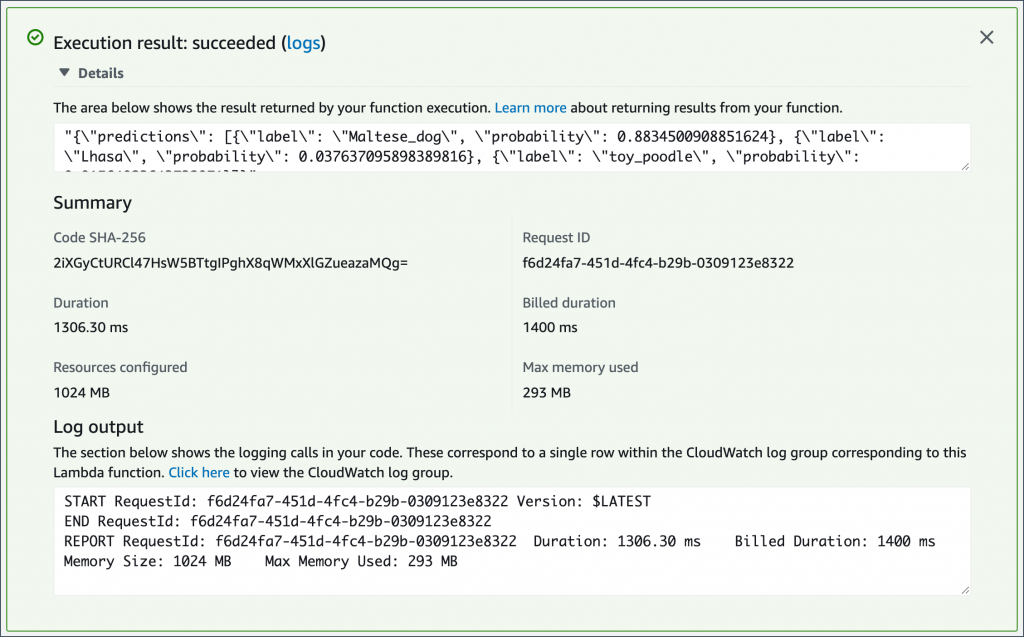 Execution result: succeeded (logs)
Details
The area below shows the result returned by your function execution. Learn more about returning results from your function.
"{\"predictions\": [{\"label\": \"Maltese_dog\", \"probability\": 0.8834500908851624}, {\"label\":
\"Lhasa\", \"probability\": 0.037637095898389816}, {\"label\": \"toy_poodle\", \"probability\":
Summary
Code SHA-256
2iXGyCtURCl47HsW5BTtgIPghX8qWMxXlGZueazaMQg=
Request ID
f6d24fa7-451d-4fc4-b29b-0309123e8322
Duration
1306.30 ms
Billed duration
1400 ms
Resources configured
1024 MB
Max memory used
293 MB
Log output
The section below shows the logging calls in your code. These correspond to a single row within the CloudWatch log group corresponding to this
Lambda function. Click here to view the CloudWatch log group.
START RequestId: f6d24fa7-451d-4fc4-b29b-0309123e8322 Version: $LATEST
END RequestId: f6d24fa7-451d-4fc4-b29b-0309123e8322
REPORT RequestId: f6d24fa7-451d-4fc4-b29b-0309123e8322 Duration: 1306.30 ms Billed Duration: 1400 ms
Memory Size: 1024 MB Max Memory Used: 293 MB